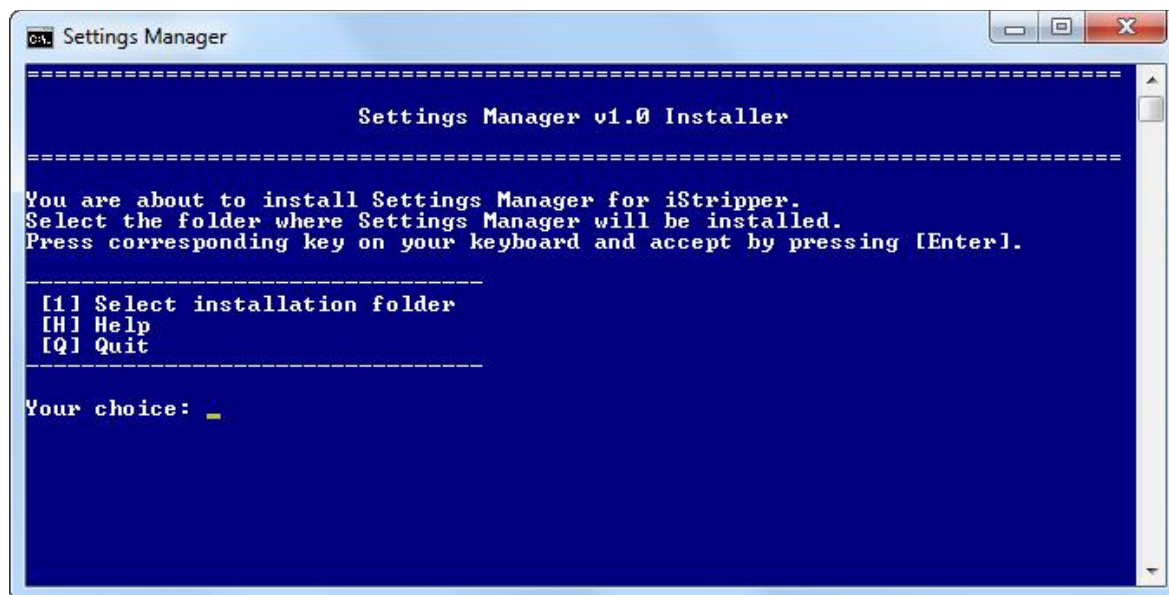 Settings Manager
Settings Manager v1.0 Installer
You are about to install Settings Manager for iStripper.
Select the folder where Settings Manager will be installed.
Press corresponding key on your keyboard and accept by pressing [Enter].
[1] Select installation folder
[H] Help
[Q] Quit
Your choice: _